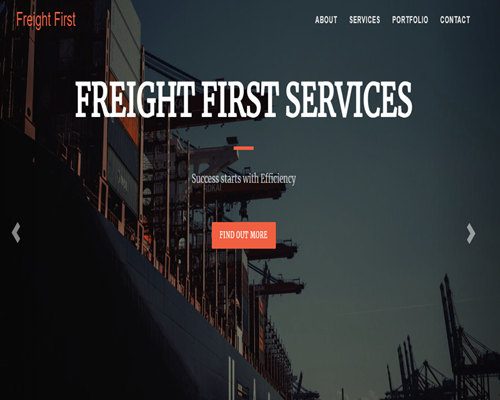 Freight First
ABOUT SERVICES PORTFOLIO CONTACT
FREIGHT FIRST SERVICES
Success starts with Efficiency
FIND OUT MORE